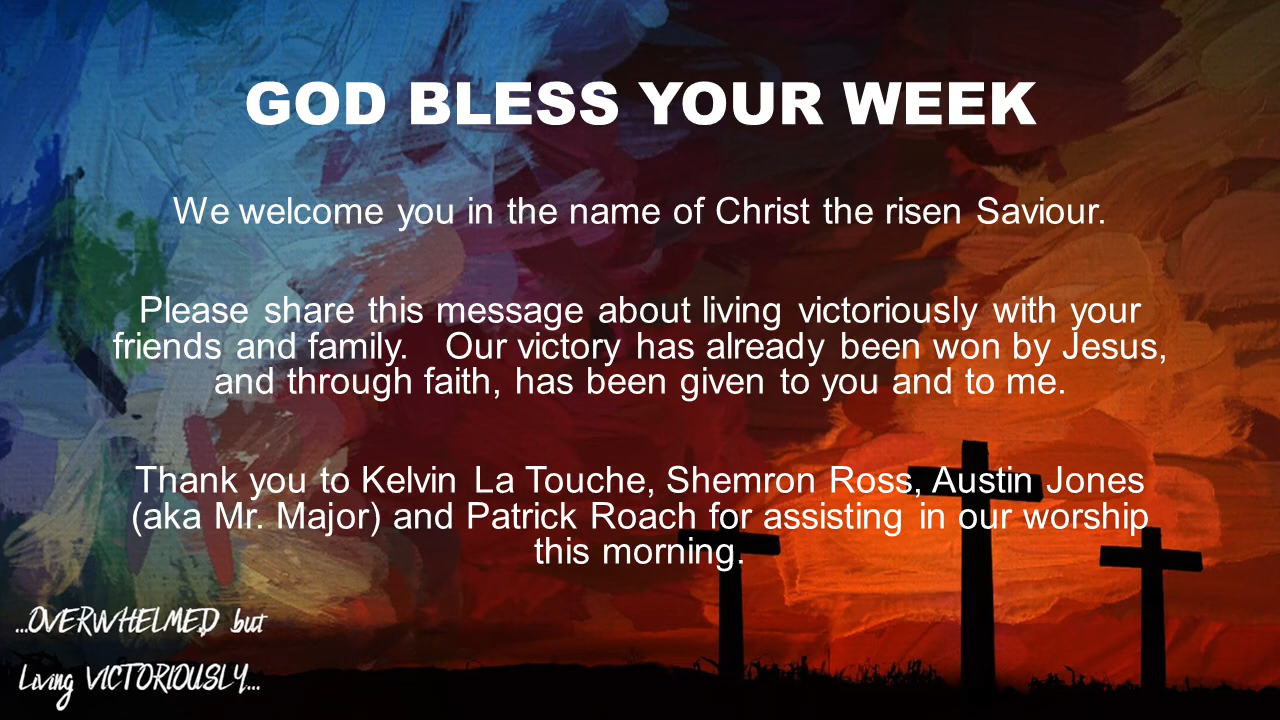 GOD BLESS YOUR WEEK
We welcome you in the name of Christ the risen Saviour.
Please share this message about living victoriously with your
friends and family. Our victory has already been won by Jesus,
and through faith, has been given to you and to me.
Thank you to Kelvin La Touche, Shemron Ross, Austin Jones
(aka Mr. Major) and Patrick Roach for assisting in our worship
this morning.
...OVERWHELMED but
Living VICTORIOUSLY...